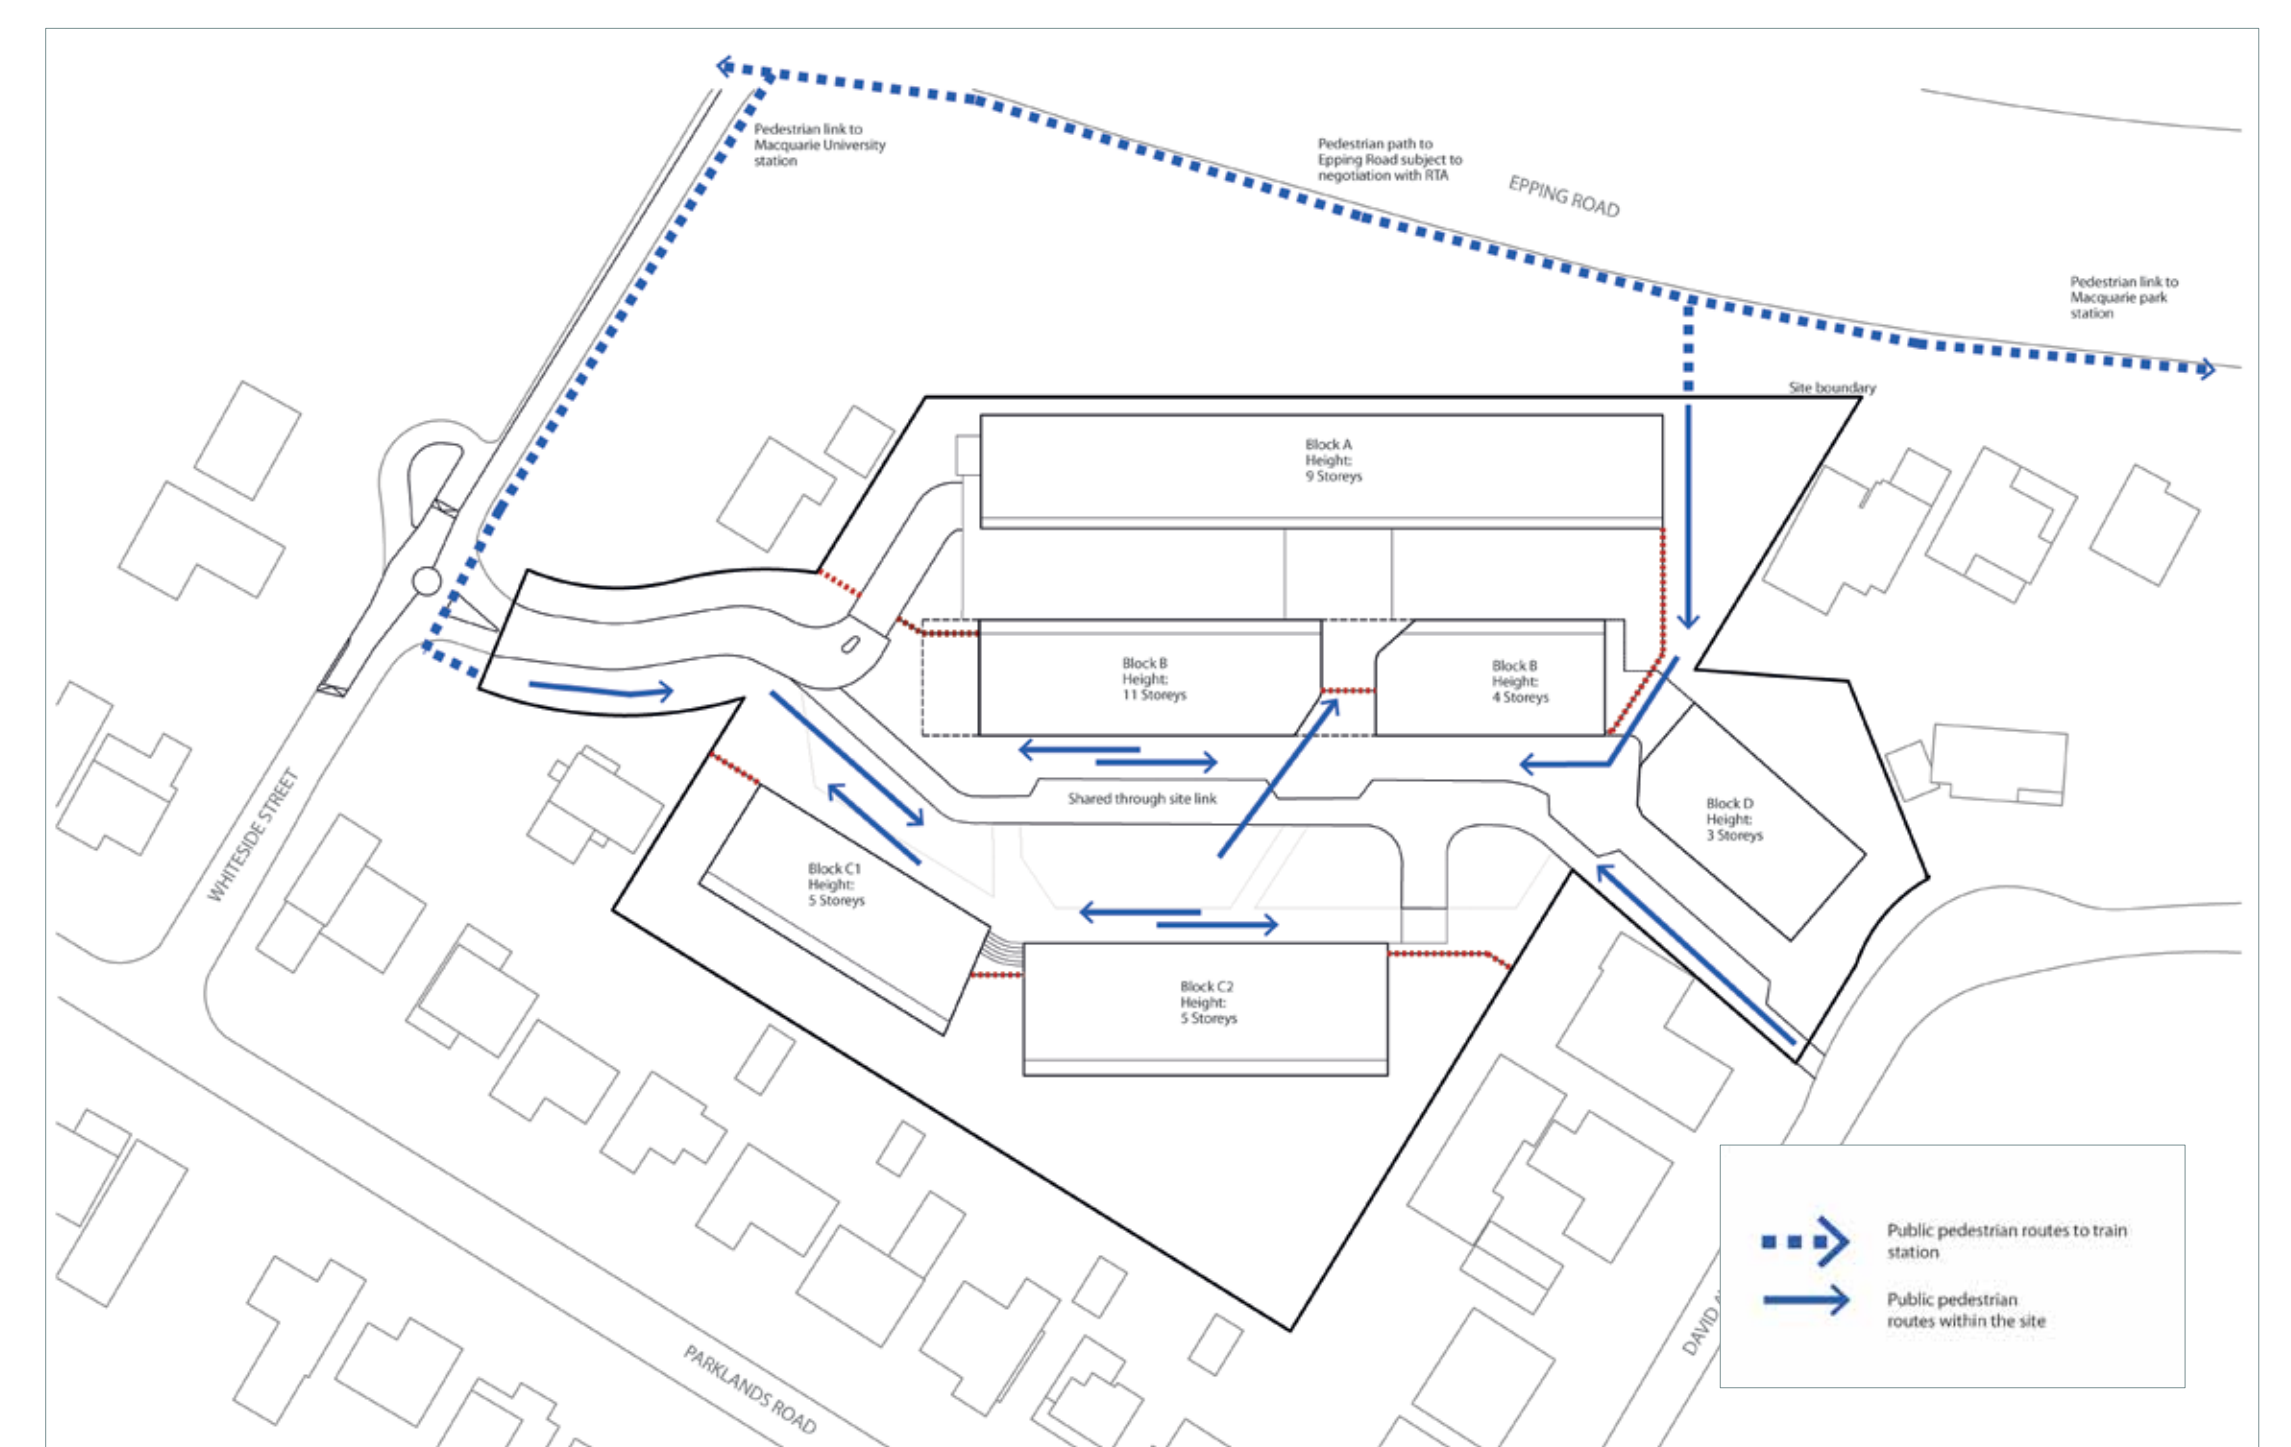 Pedestrian link to
Macquarie University
station
Pedestrian path to
Epping Road subject to
negotiation with RTA
EPPING ROAD
Pedestrian link to
Macquarie park
station
Site boundary
Block A
Height:
9 Storeys
Block B
Height:
11 Storeys
Block B
Height:
4 Storeys
Shared through site link
Block D
Height:
3 Storeys
Block C1
Height:
5 Storeys
Block C2
Height:
5 Storeys
WHITESIDE STREET
PARKLANDS ROAD
DAVID
Public pedestrian routes to train
station
Public pedestrian
routes within the site